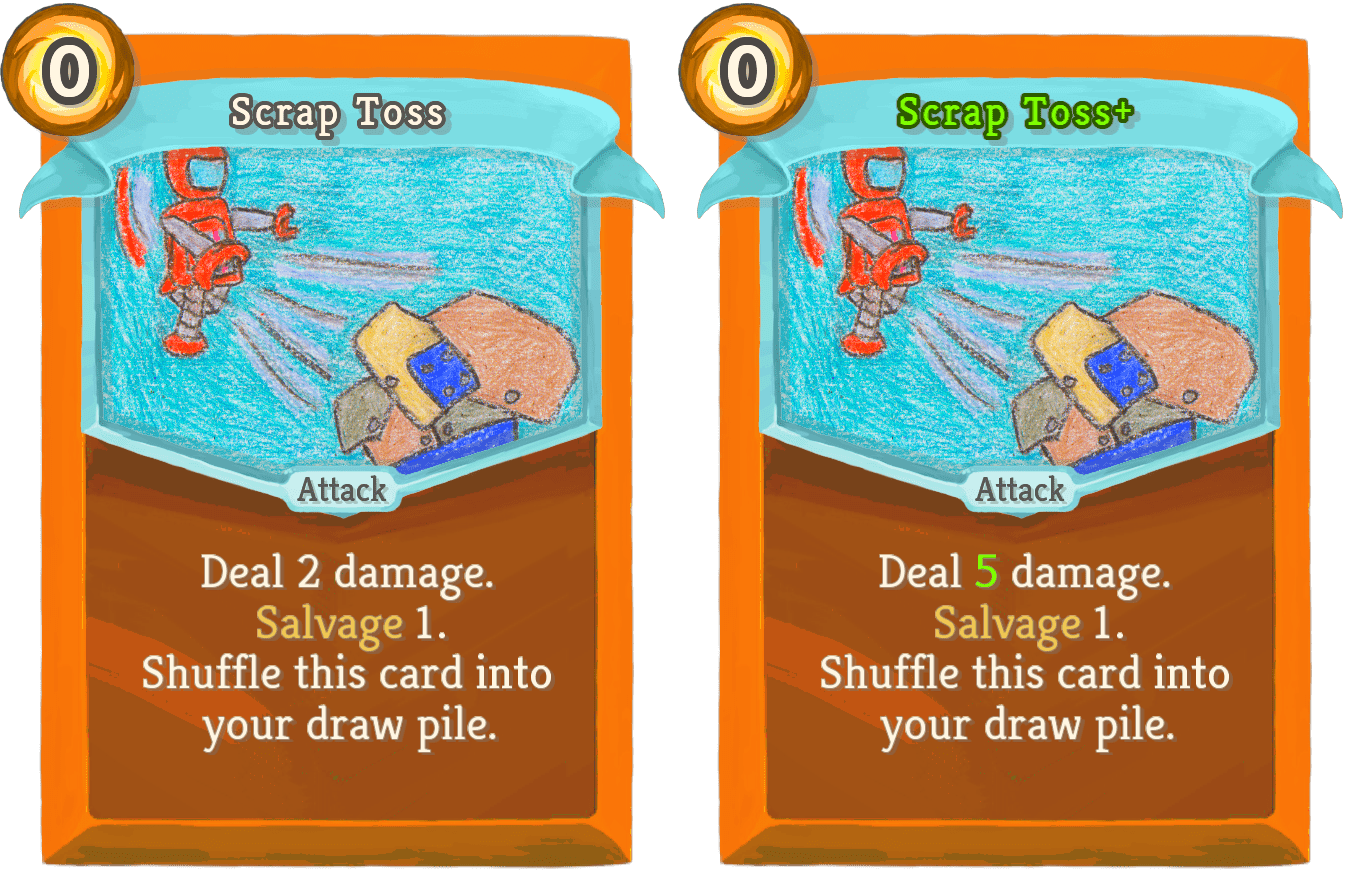 0
Scrap Toss
Attack
Deal 2 damage.
Salvage 1.
Shuffle this card into
your draw pile.
0
Scrap Toss+
Attack
Deal 5 damage.
Salvage 1.
Shuffle this card into
your draw pile.